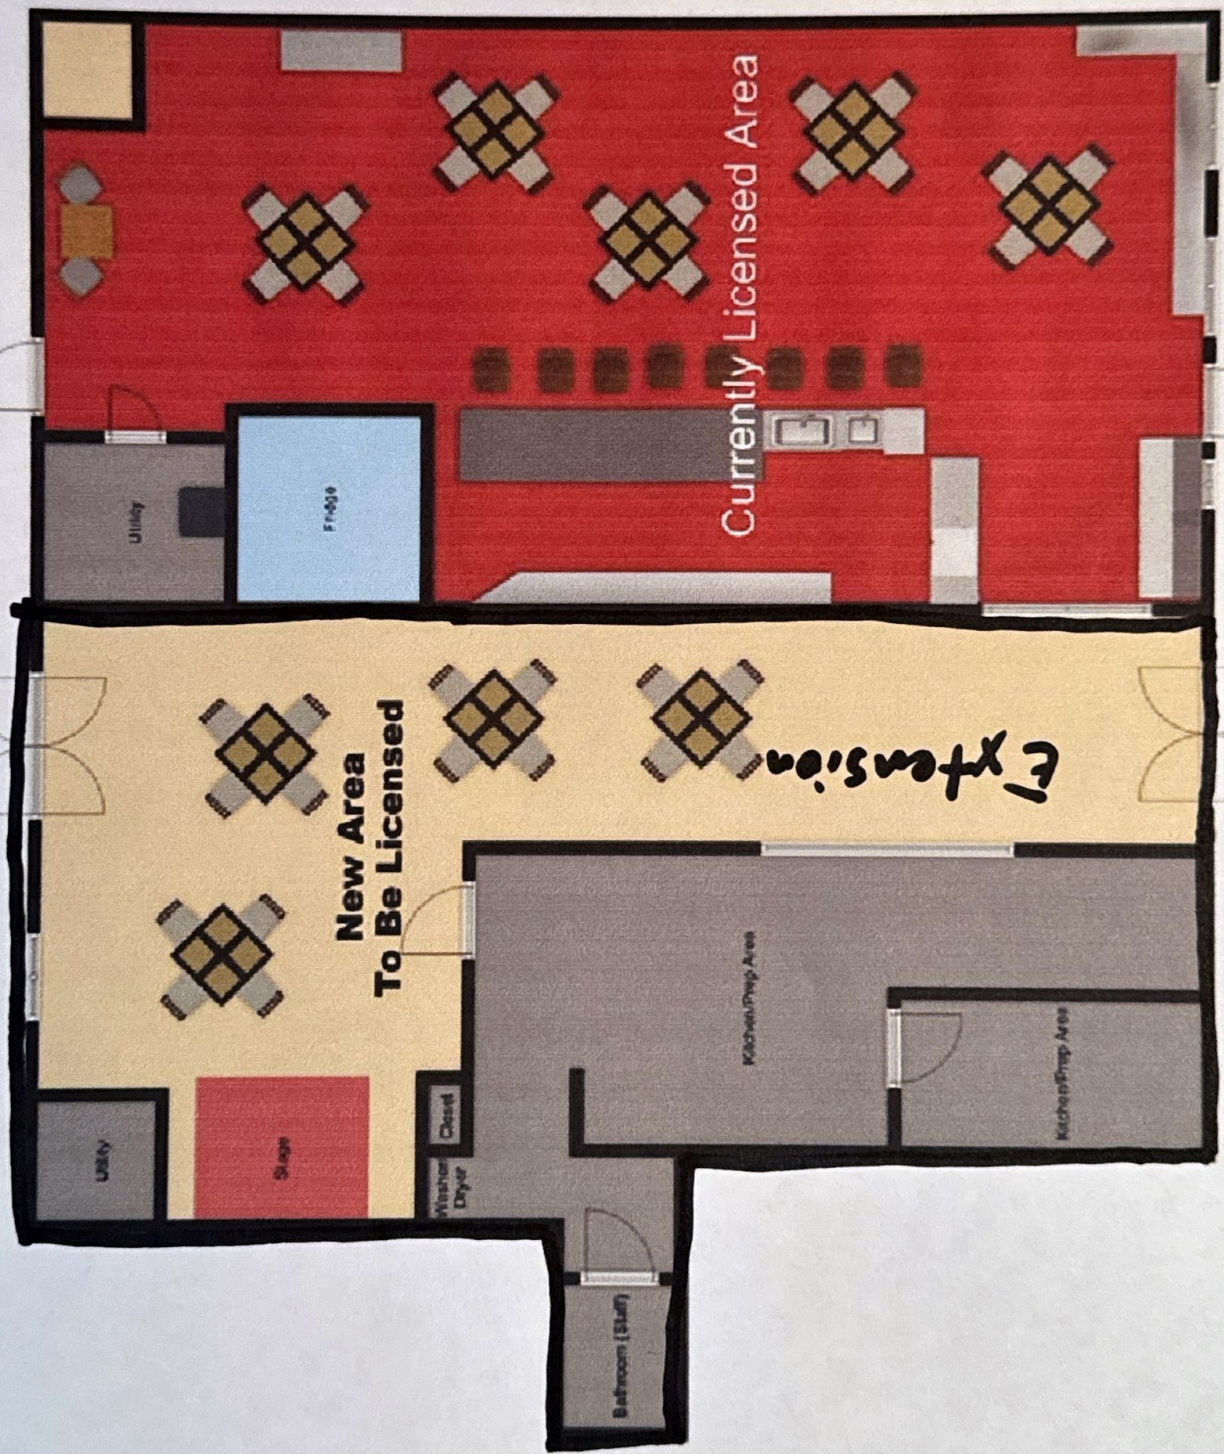 Currently Licensed Area
Utility
Fridge
New Area
To Be Licensed
Extension
Kitchen/Prep Area
Kitchen/Prep Area
Utility
Stage
Closet
Washer/
Dryer
Bathroom (Staff)